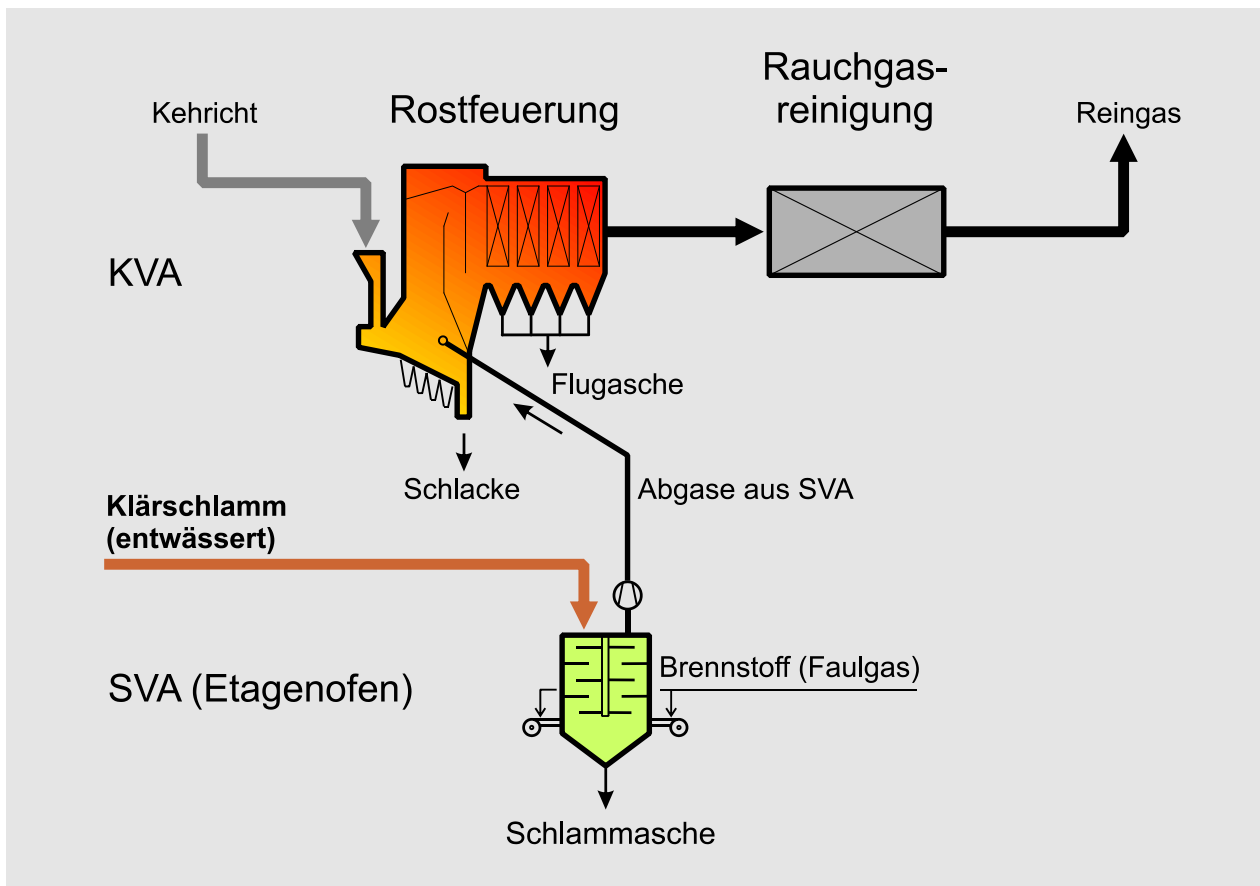 Kehricht
Rostfeuerung
Rauchgas-
reinigung
Reingas
KVA
Flugasche
Schlacke
Abgase aus SVA
Klärschlamm
(entwässert)
SVA (Etagenofen)
Brennstoff (Faulgas)
Schlammasche